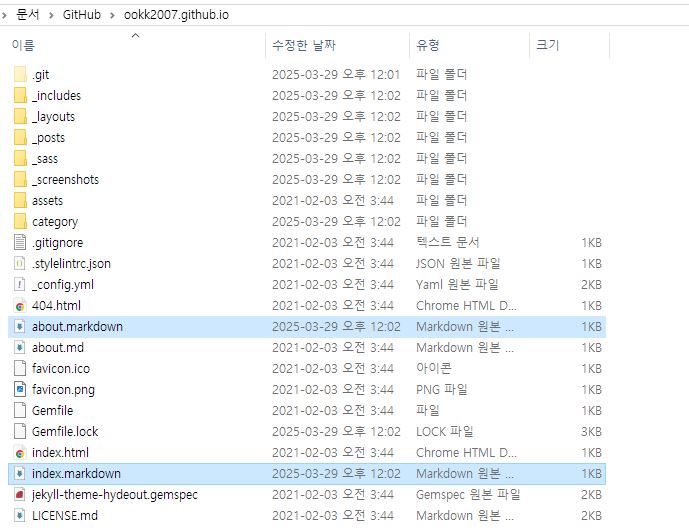 문서 > GitHub > ookk2007.github.io
이름 수정한 날짜 유형 크기
.git 2025-03-29 오후 12:01 파일 폴더
_includes 2025-03-29 오후 12:02 파일 폴더
_layouts 2025-03-29 오후 12:02 파일 폴더
_posts 2025-03-29 오후 12:02 파일 폴더
_sass 2025-03-29 오후 12:02 파일 폴더
_screenshots 2025-03-29 오후 12:02 파일 폴더
assets 2021-02-03 오전 3:44 파일 폴더
category 2025-03-29 오후 12:02 파일 폴더
.gitignore 2021-02-03 오전 3:44 텍스트 문서 1KB
.stylelintrc.json 2021-02-03 오전 3:44 JSON 원본 파일 1KB
_config.yml 2021-02-03 오전 3:44 Yaml 원본 파일 2KB
404.html 2021-02-03 오전 3:44 Chrome HTML D... 1KB
about.markdown 2025-03-29 오후 12:02 Markdown 원본 ... 1KB
about.md 2021-02-03 오전 3:44 Markdown 원본 ... 1KB
favicon.ico 2021-02-03 오전 3:44 아이콘 1KB
favicon.png 2021-02-03 오전 3:44 PNG 파일 1KB
Gemfile 2021-02-03 오전 3:44 파일 1KB
Gemfile.lock 2025-03-29 오후 12:02 LOCK 파일 3KB
index.html 2021-02-03 오전 3:44 Chrome HTML D... 1KB
index.markdown 2025-03-29 오후 12:02 Markdown 원본 ... 1KB
jekyll-theme-hydeout.gemspec 2021-02-03 오전 3:44 Gemspec 원본 파일 2KB
LICENSE.md 2021-02-03 오전 3:44 Markdown 원본 ... 2KB